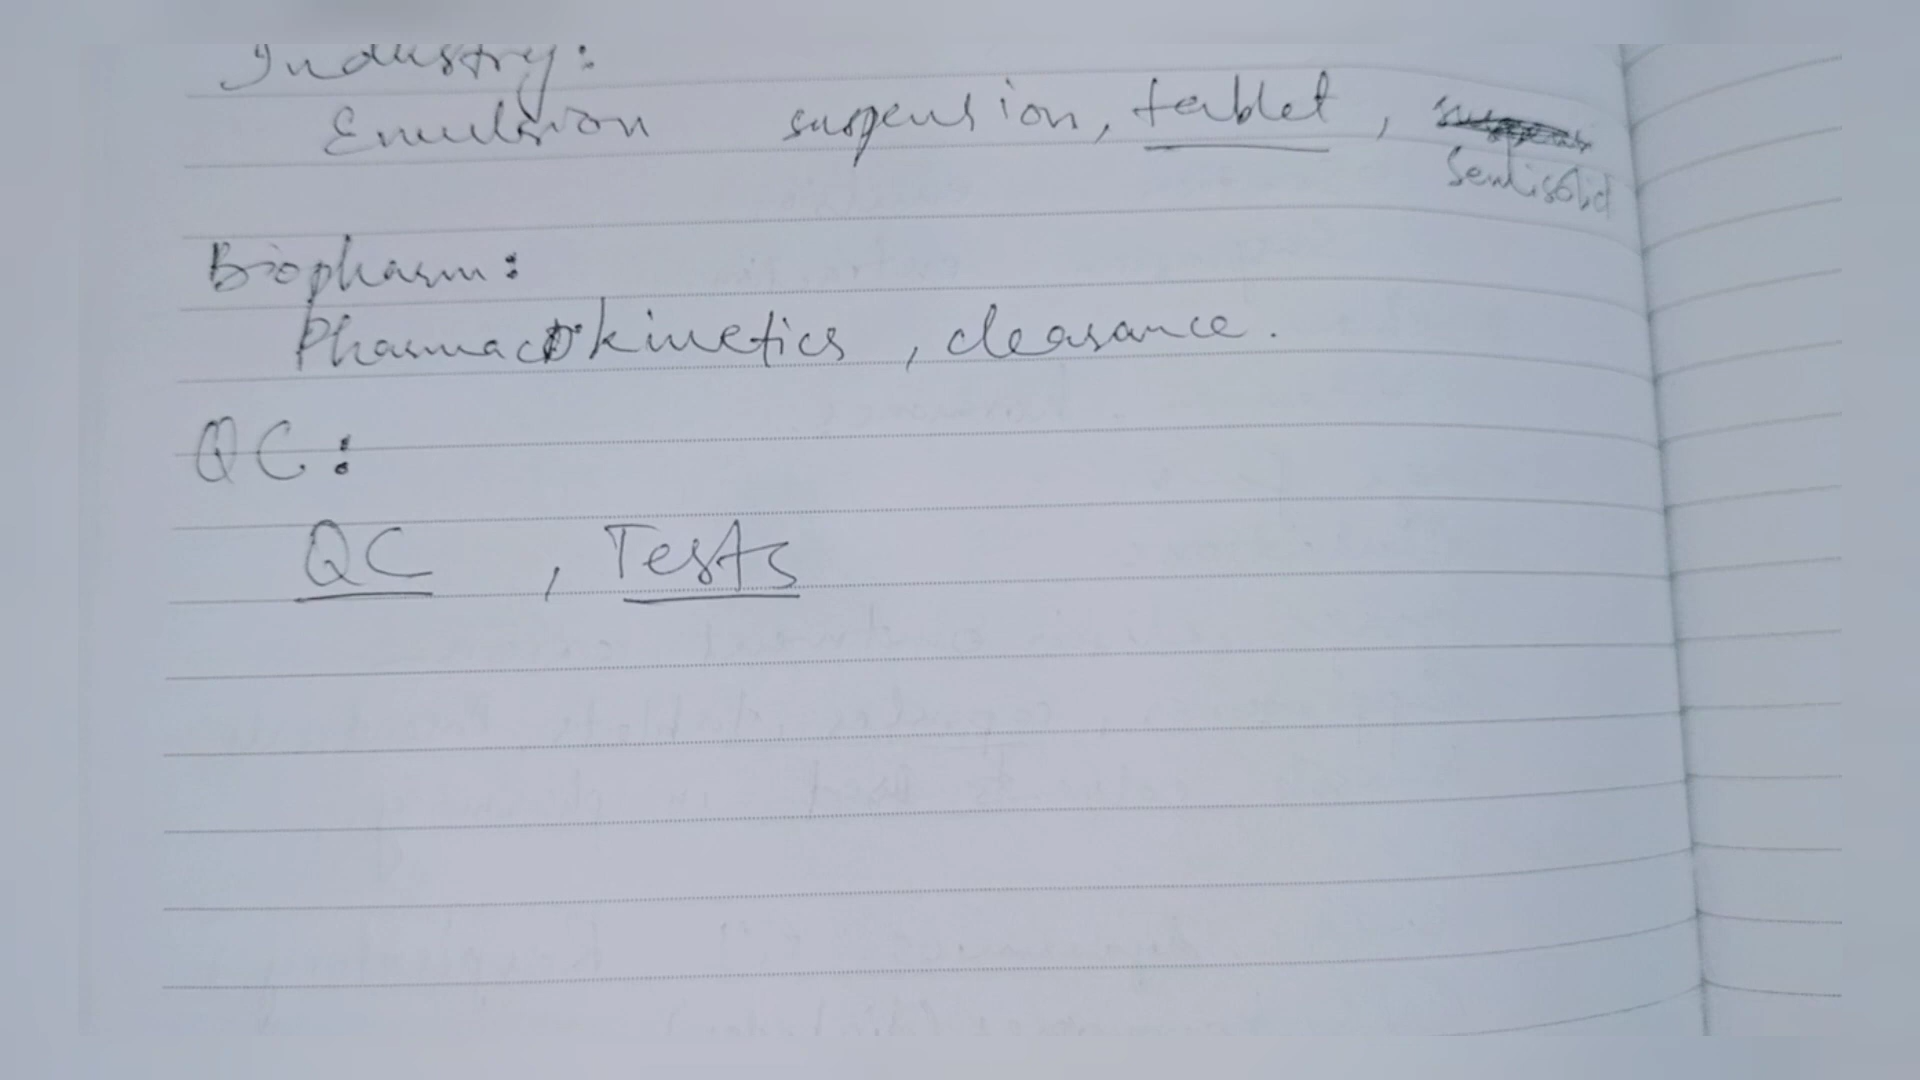 Industry:
Emulsion suspension, tablet,
Semisolid
Biopharm:
Pharmacokinetics, clearance.
QC:
QC, Tests